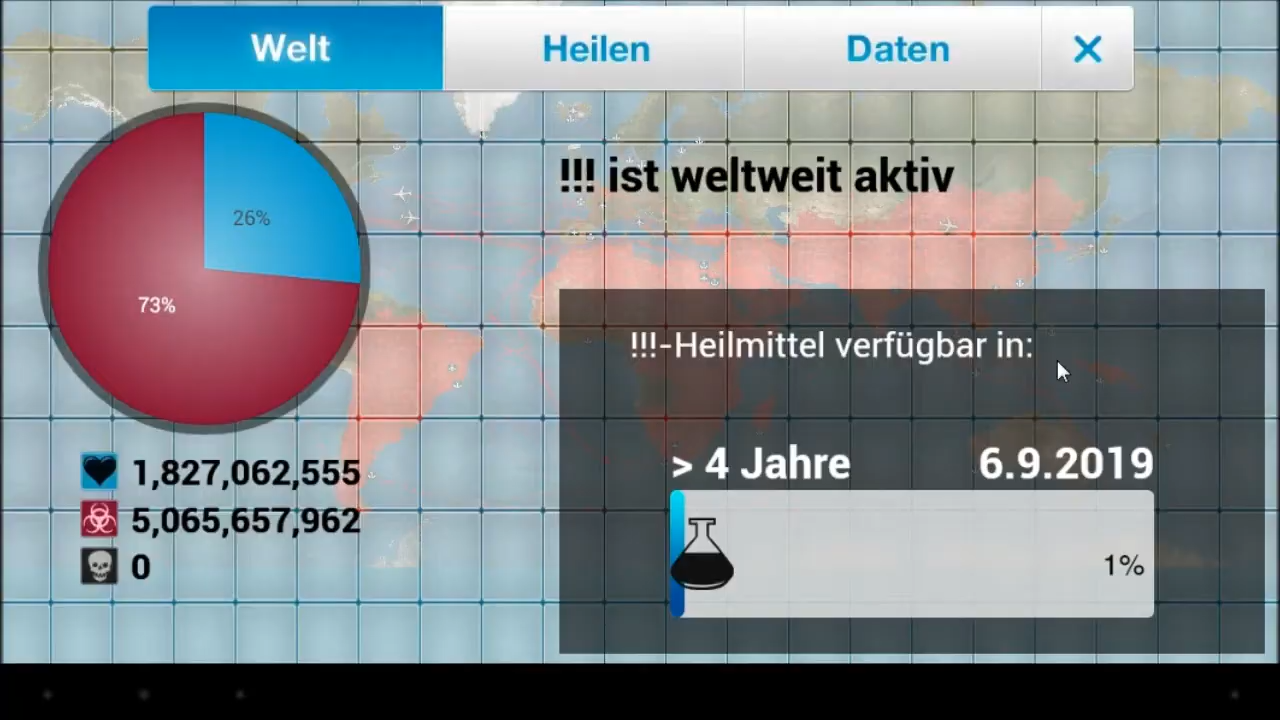 Welt
Heilen
Daten
✕
!!! ist weltweit aktiv
26%
73%
!!!-Heilmittel verfügbar in:
> 4 Jahre
6.9.2019
1%
1,827,062,555
5,065,657,962
0